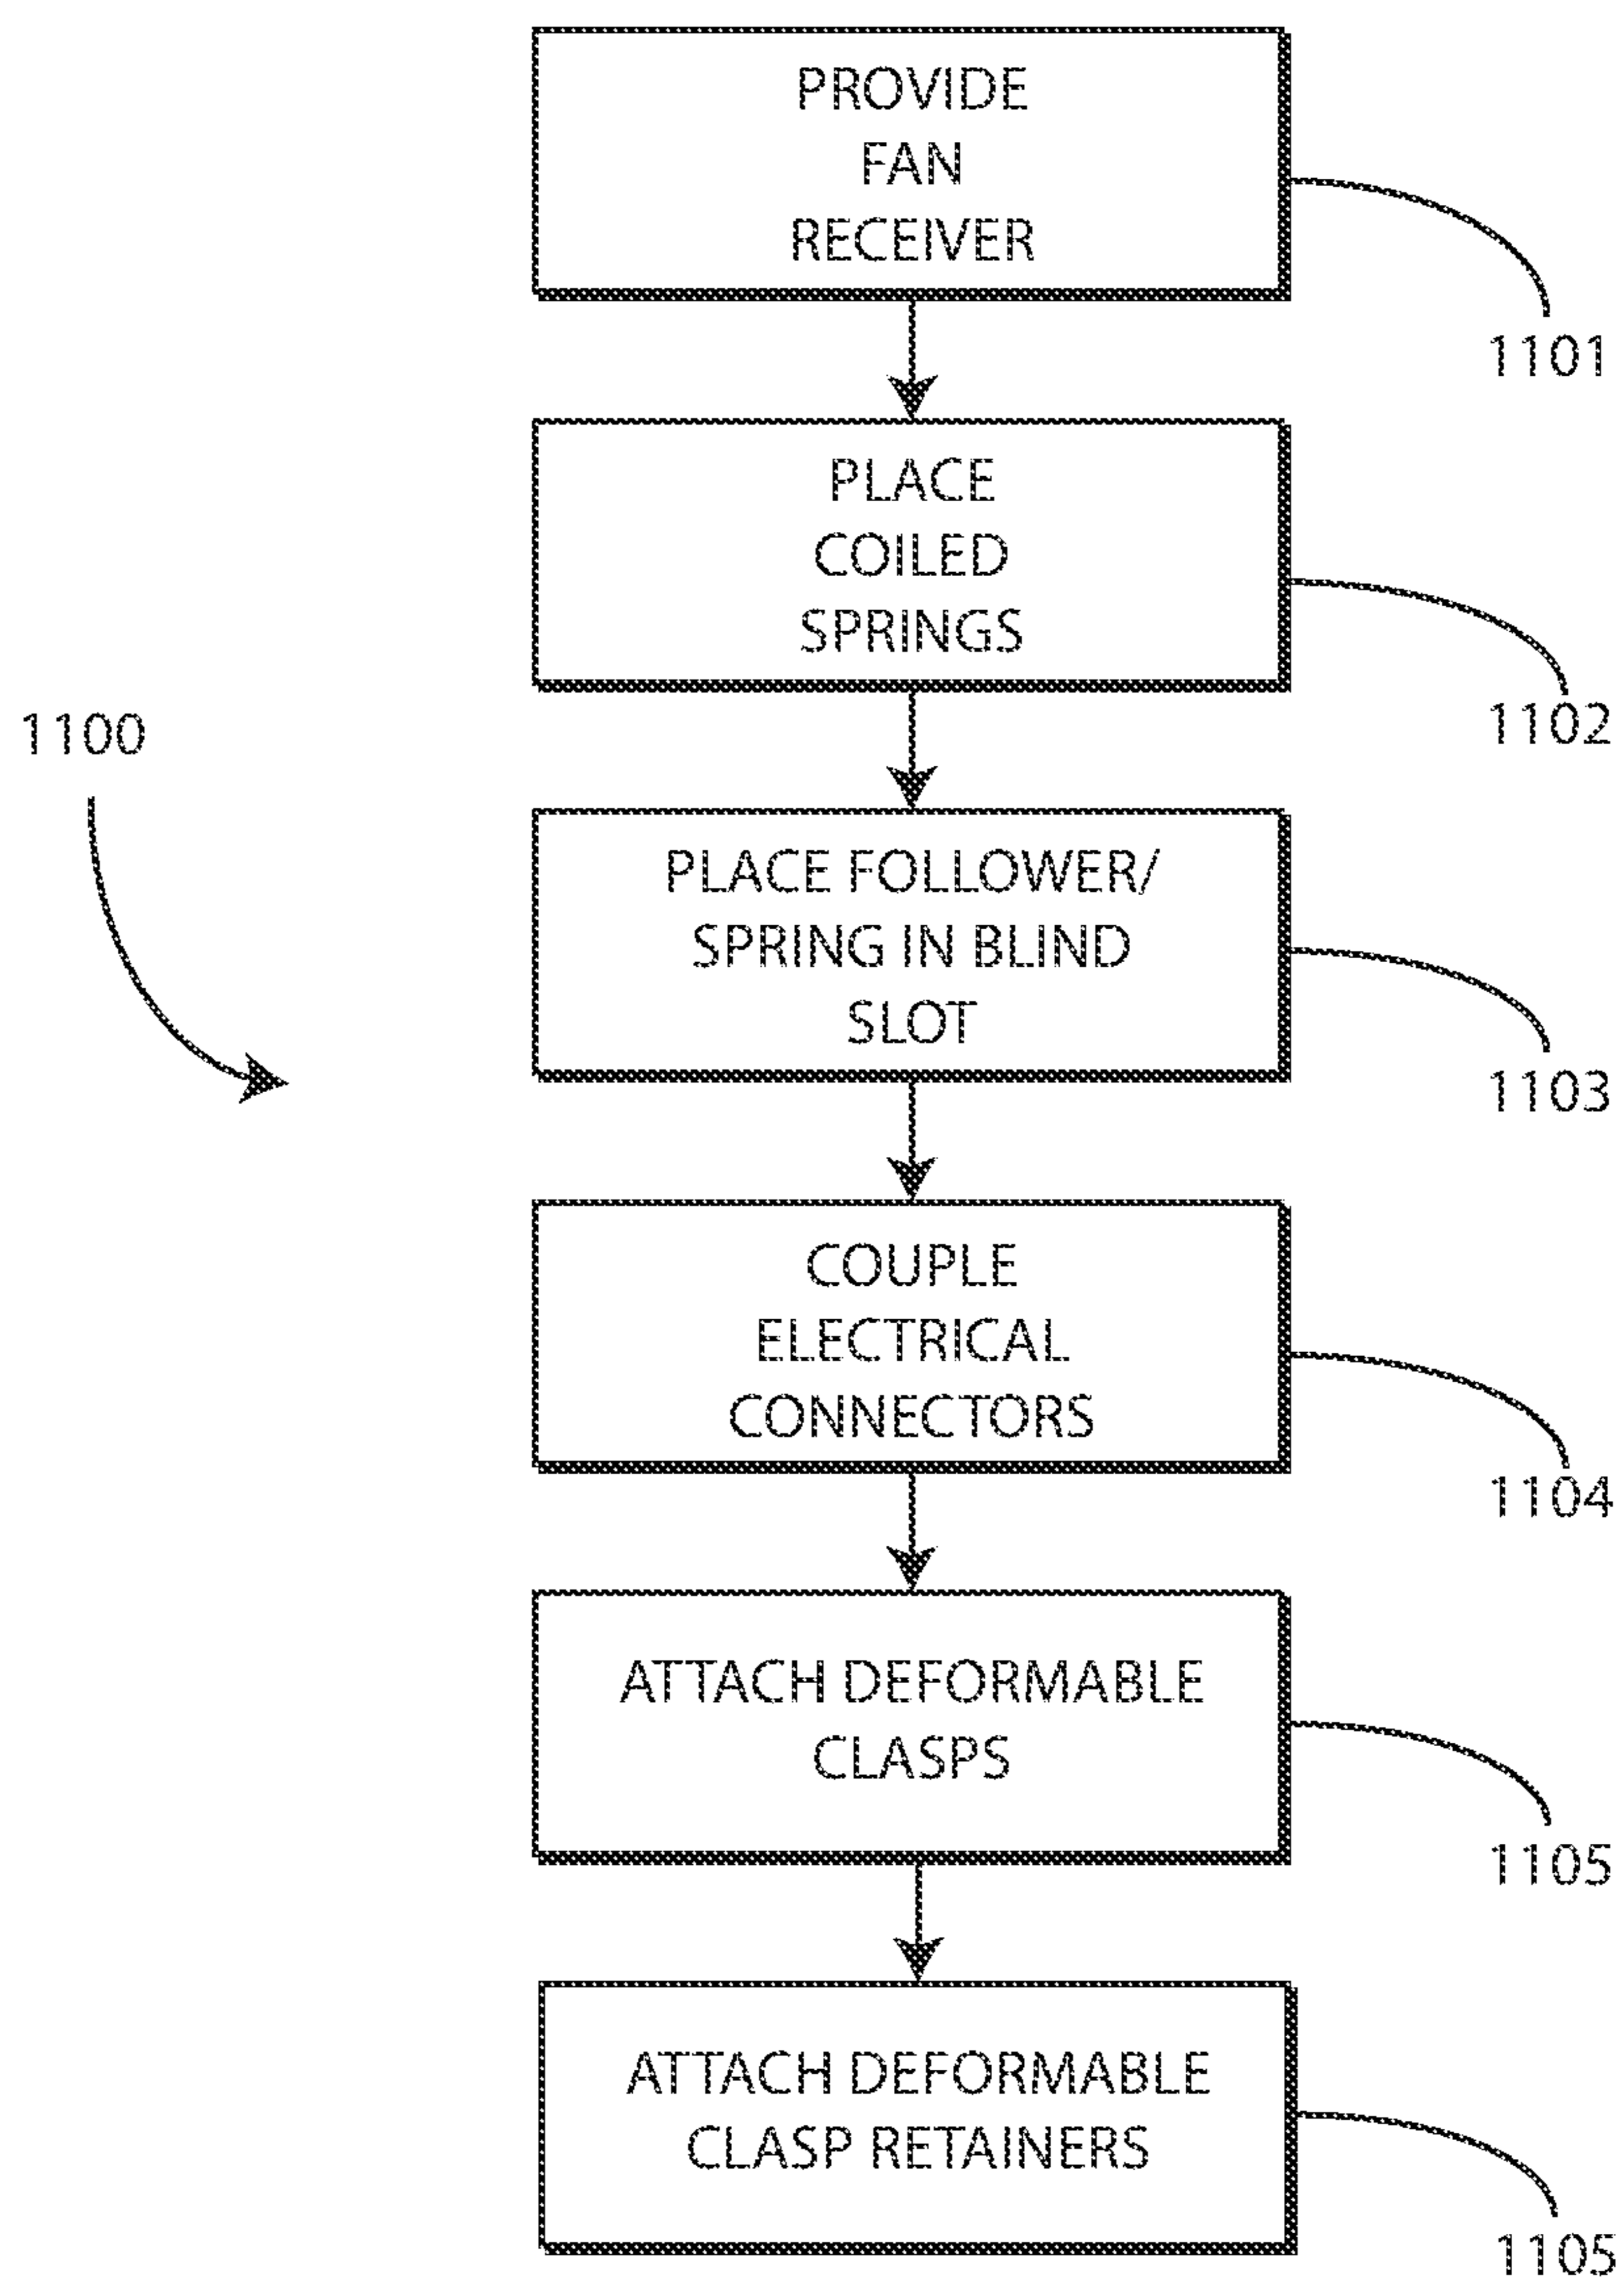 PROVIDE
FAN
RECEIVER
1101
PLACE
COILED
SPRINGS
1102
1100
PLACE FOLLOWER/
SPRING IN BLIND
SLOT
1103
COUPLE
ELECTRICAL
CONNECTORS
1104
ATTACH DEFORMABLE
CLASPS
1105
ATTACH DEFORMABLE
CLASP RETAINERS
1105